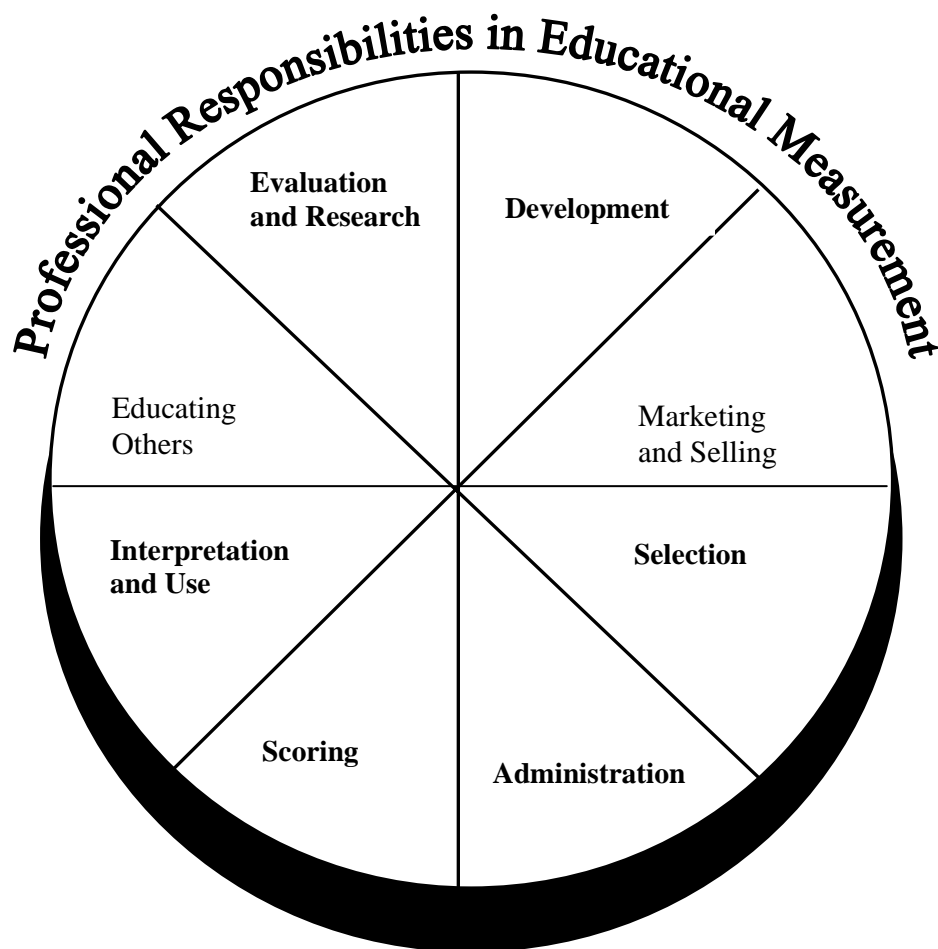 Professional Responsibilities in Educational Measurement
Evaluation
and Research
Development
Educating
Others
Marketing
and Selling
Interpretation
and Use
Selection
Scoring
Administration